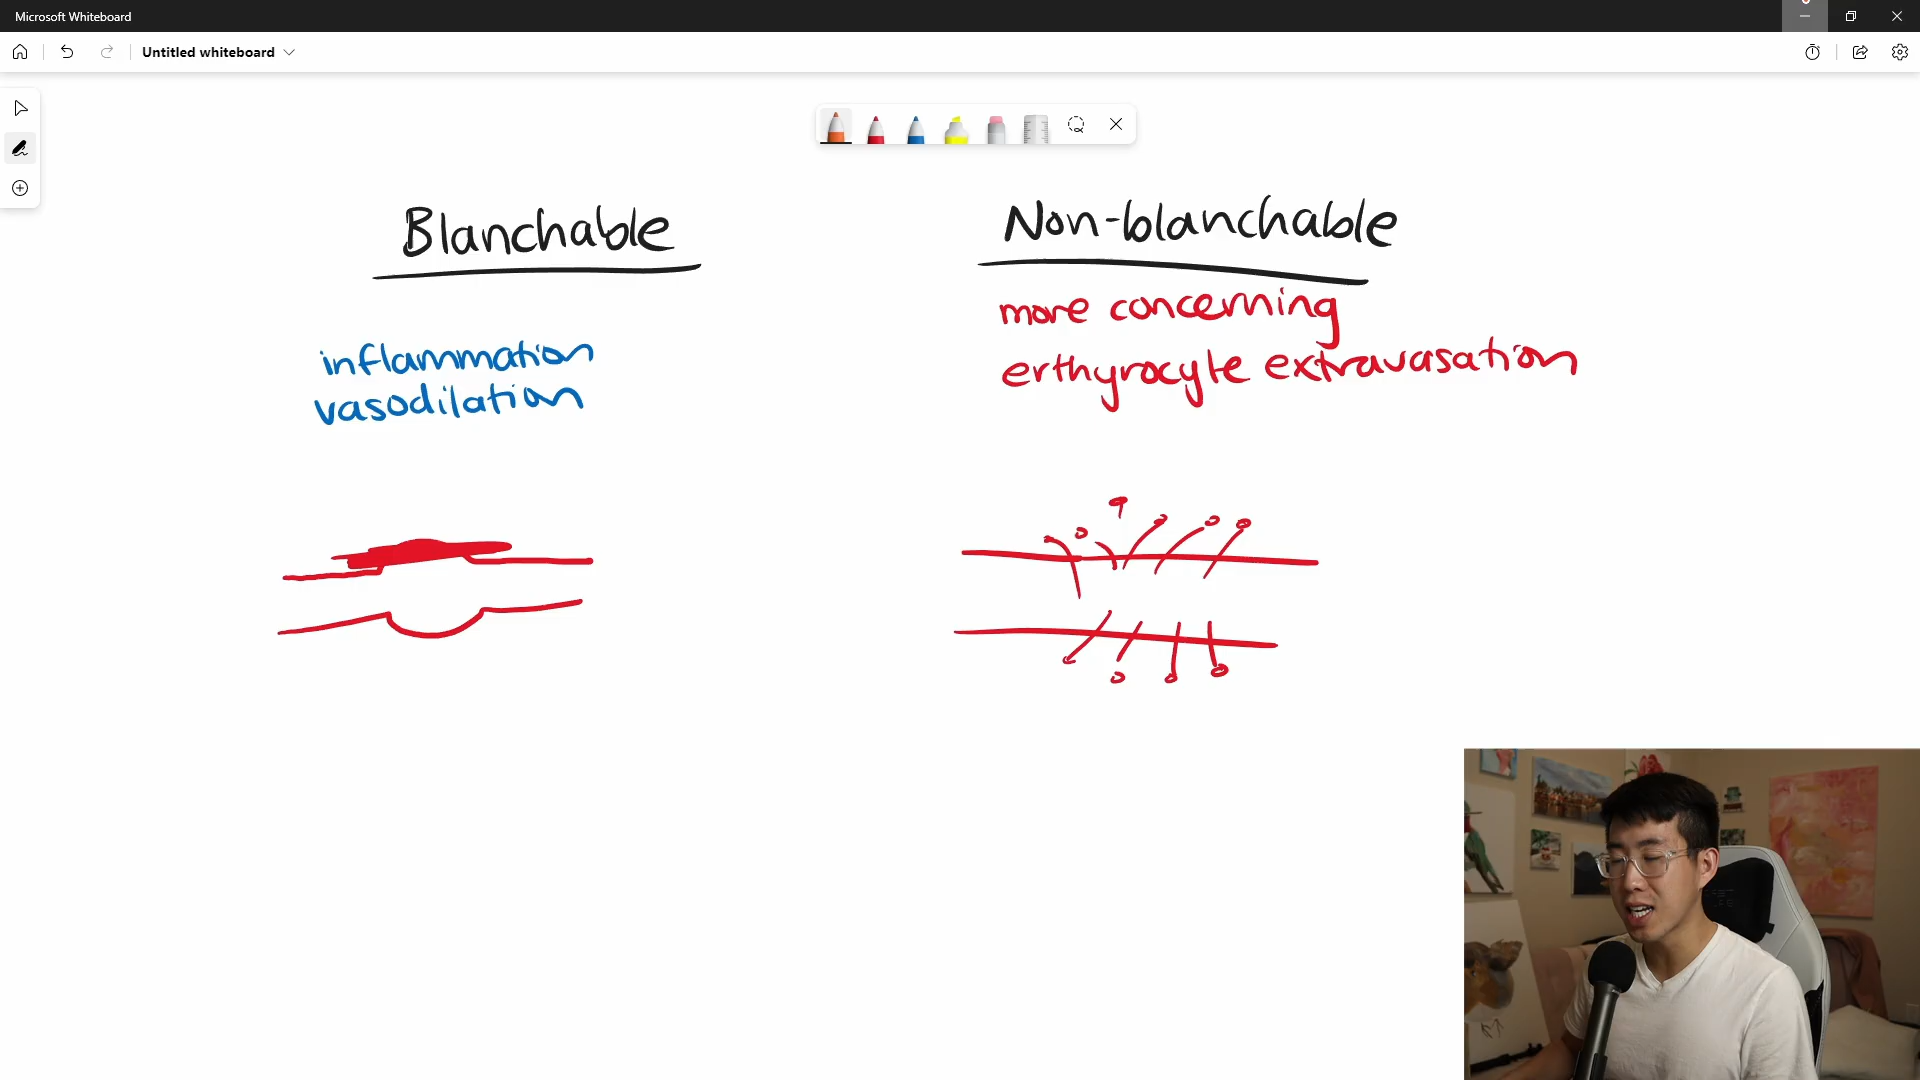 Microsoft Whiteboard
Untitled whiteboard
Blanchable
Non-blanchable
more concerning
erthyrocyte extravasation
inflammation
vasodilation